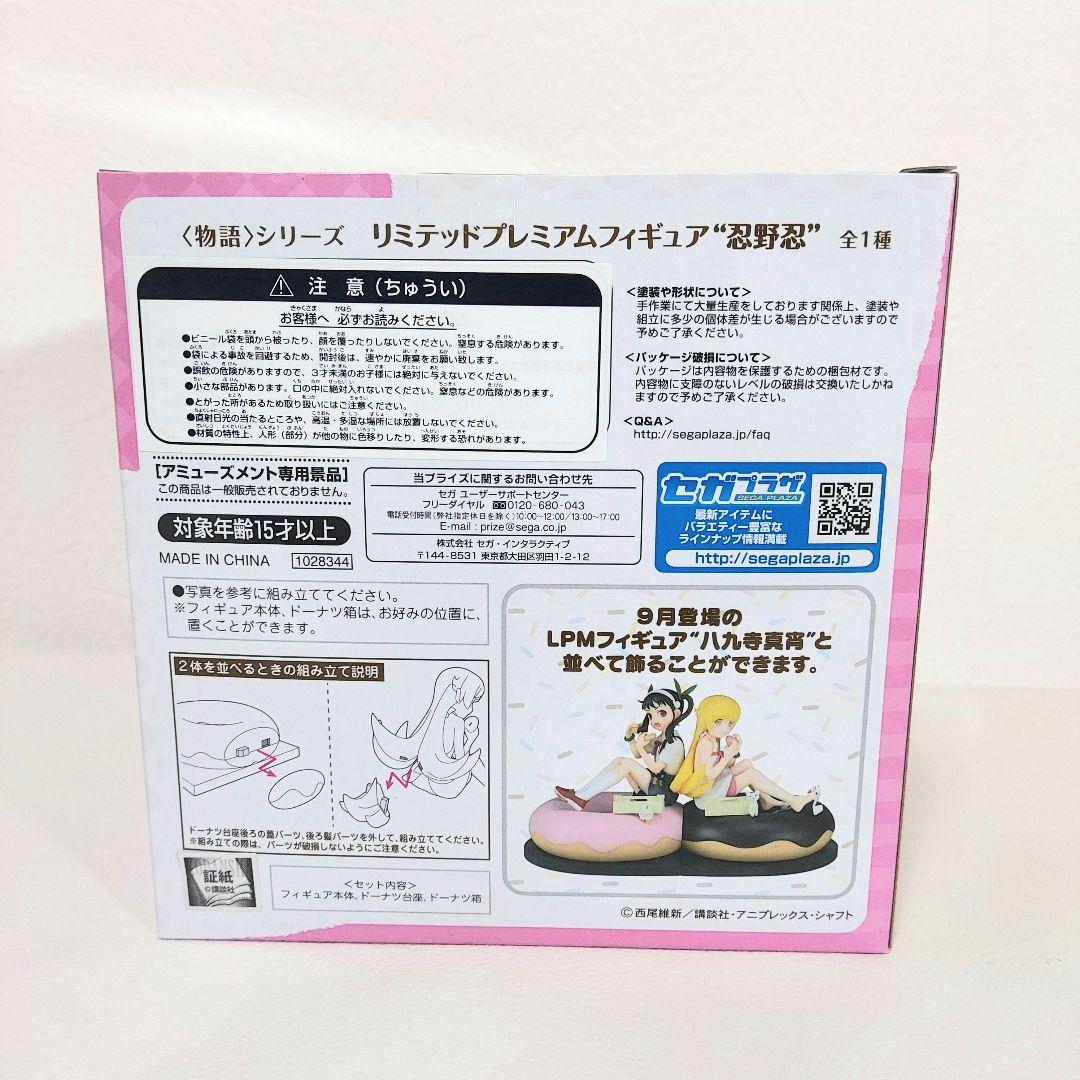 〈物語〉シリーズ リミテッドプレミアムフィギュア“忍野忍” 全1種
⚠ 注 意 (ちゅうい)
お客様へ 必ずお読みください。
●ビニール袋を頭から被ったり、顔を覆ったりしないでください。窒息する危険があります。
●袋による事故を回避するため、開封後は、速やかに廃棄をお願い致します。
●誤飲の危険がありますので、3才未満のお子様には絶対に与えないでください。
●小さな部品があります。口の中に絶対入れないでください。窒息などの危険があります。
●とがった所があるため取り扱いにはご注意ください。
●直射日光の当たるところや、高温・多湿な場所には放置しないでください。
●材質の特性上、人形(部分)が他の物に色移りしたり、変形する恐れがあります。
<塗装や形状について>
手作業にて大量生産をしております関係上、塗装や
組立に多少の個体差が生じる場合がございますので
予めご了承ください。
<パッケージ破損について>
パッケージは内容物を保護するための梱包材です。
内容物に支障のないレベルの破損は交換いたしかね
ますので予めご了承ください。
<Q&A>
http://segaplaza.jp/faq
[アミューズメント専用景品]
この商品は一般販売されておりません。
対象年齢15才以上
MADE IN CHINA 1028344
当プライズに関するお問い合わせ先
セガ ユーザーサポートセンター
フリーダイヤル 0120-680-043
電話受付時間(弊社指定休日を除く)10:00~12:00/13:00~17:00
E-mail : prize@sega.co.jp
株式会社 セガ・インタラクティブ
〒144-8531 東京都大田区羽田1-2-12
セガプラザ
SEGA PLAZA
最新アイテムに
バラエティー豊富な
ラインナップ情報満載
http://segaplaza.jp
●写真を参考に組み立ててください。
※フィギュア本体、ドーナツ箱は、お好みの位置に、
置くことができます。
2体を並べるときの組み立て説明
ドーナツ台座後ろの蓋パーツ、後ろ髪パーツを外して、組み立ててください。
※組み立ての際は、パーツが破損しないようにご注意ください。
証紙
©講談社
<セット内容>
フィギュア本体、ドーナツ台座、ドーナツ箱
9月登場の
LPMフィギュア“八九寺真宵”と
並べて飾ることができます。
©西尾維新/講談社・アニプレックス・シャフト